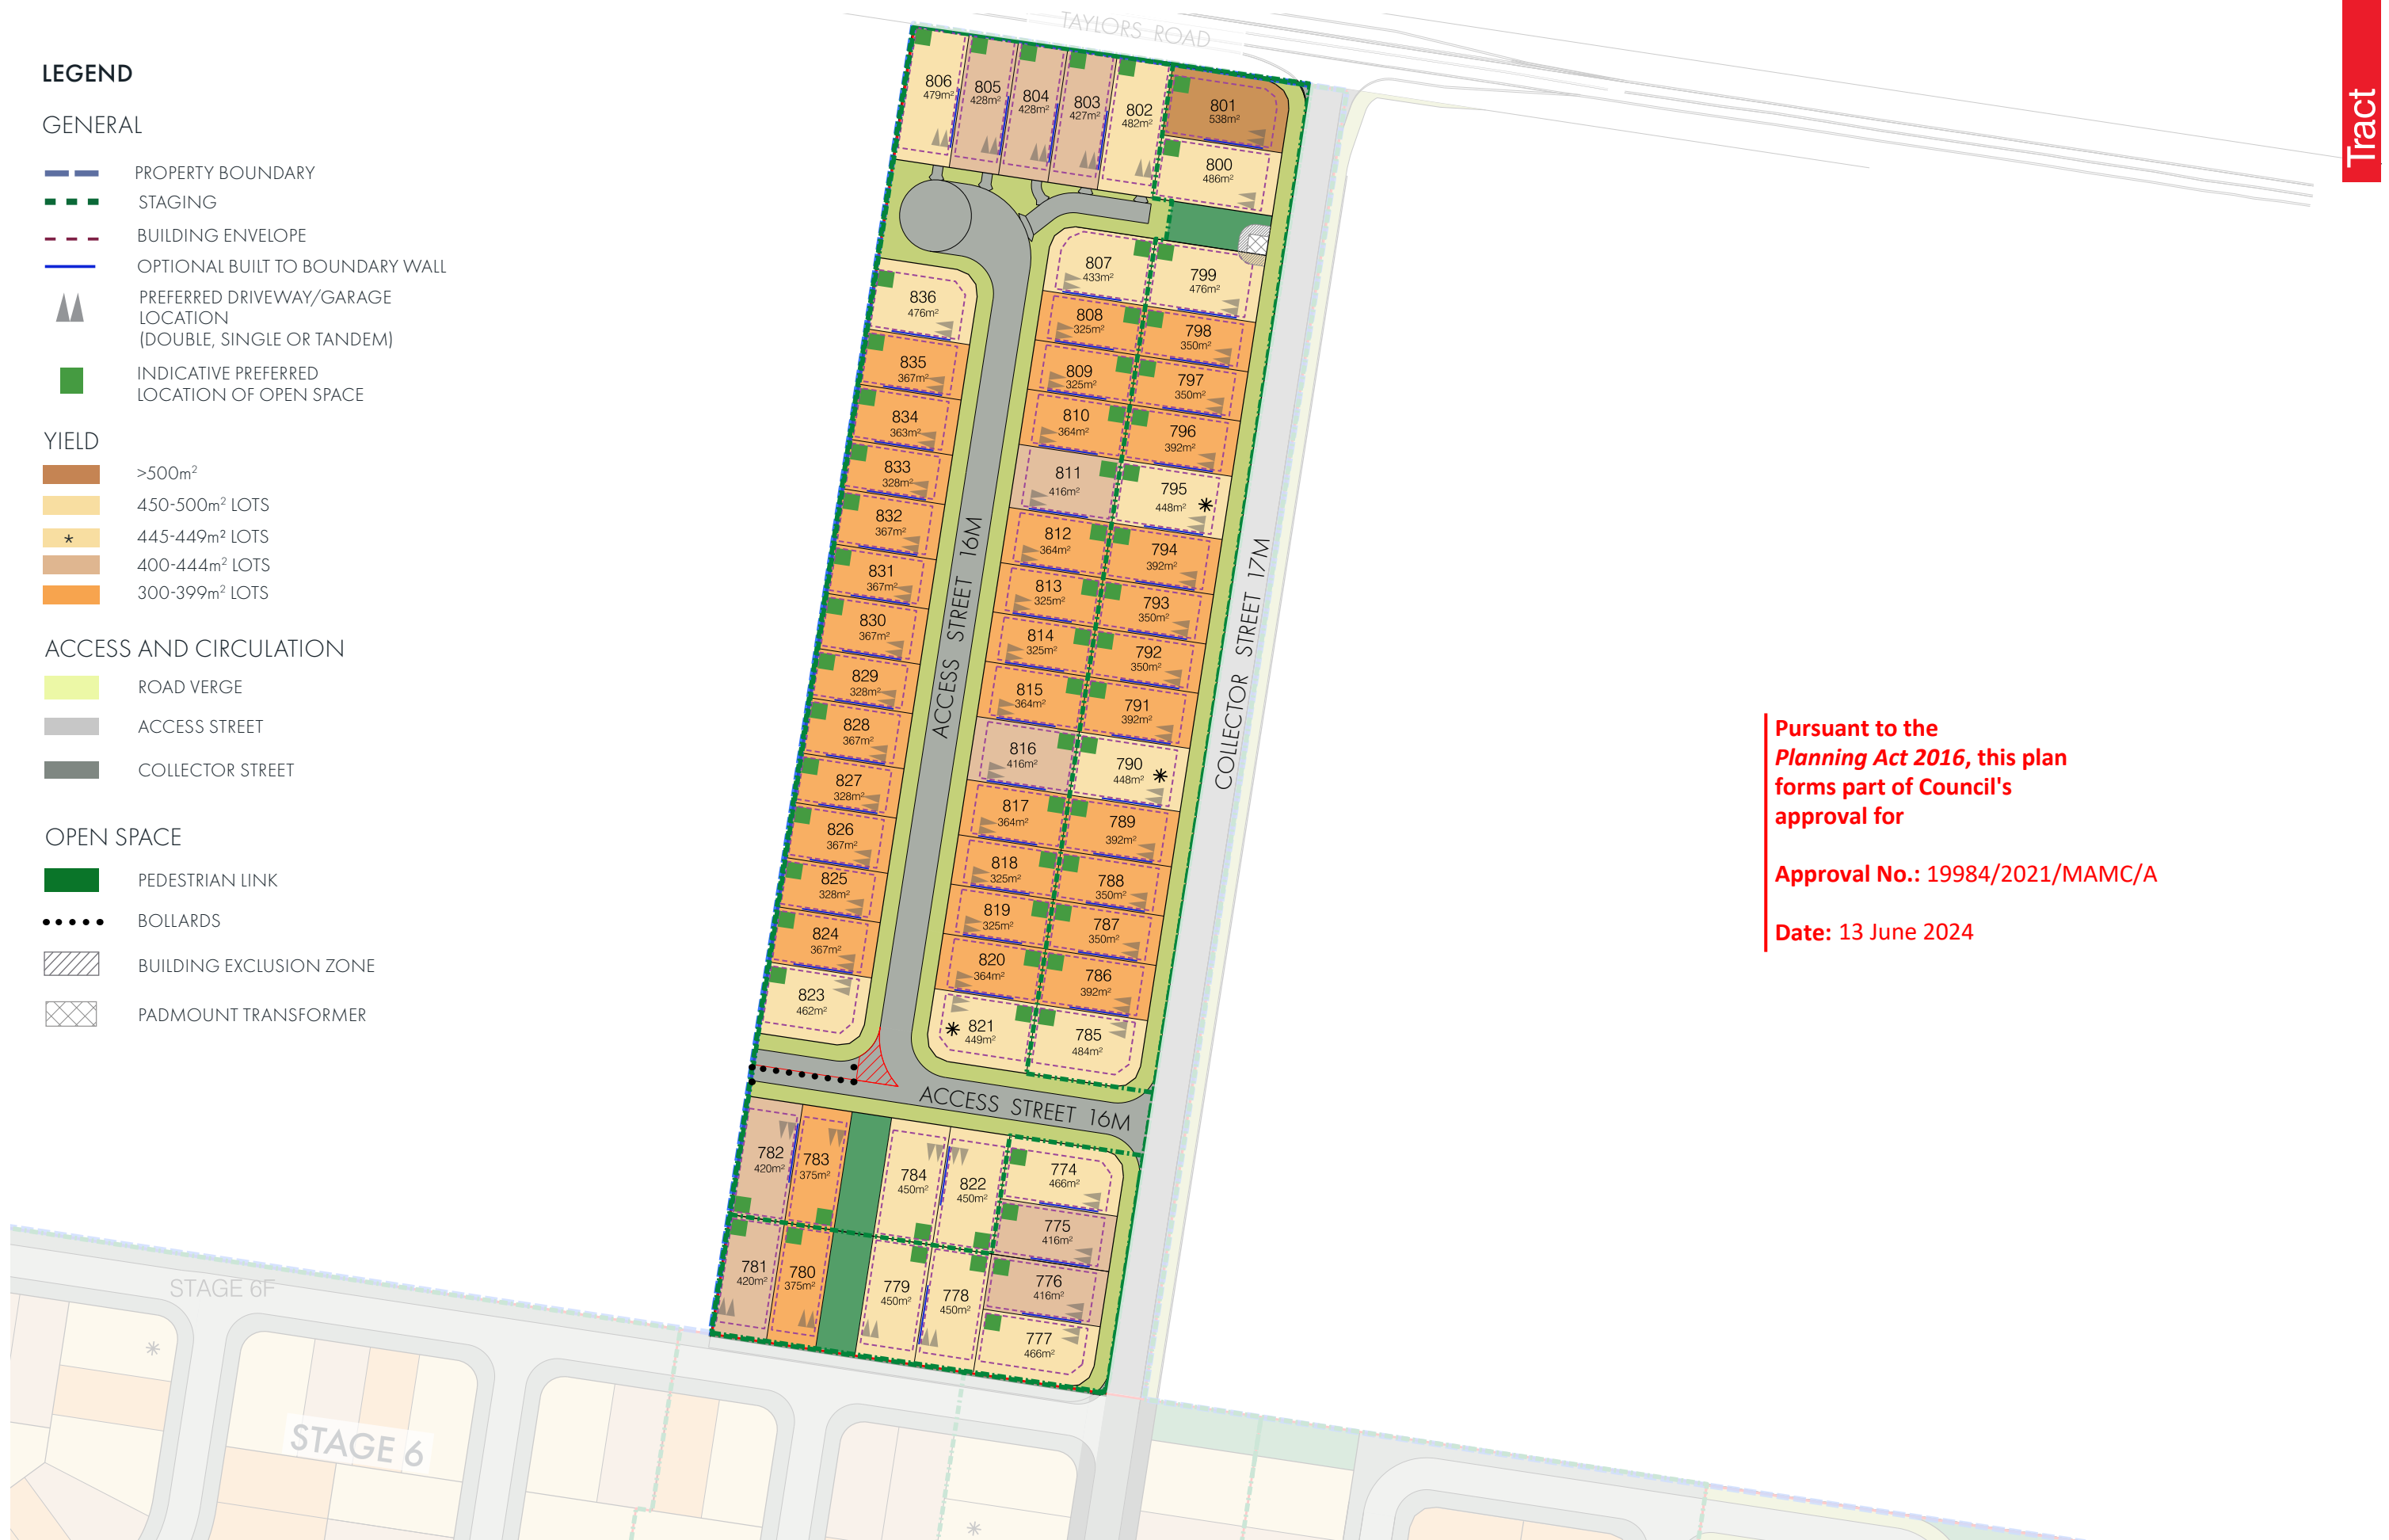 TAYLORS ROAD
Tract
LEGEND
GENERAL
PROPERTY BOUNDARY
STAGING
BUILDING ENVELOPE
OPTIONAL BUILT TO BOUNDARY WALL
PREFERRED DRIVEWAY/GARAGE
LOCATION
(DOUBLE, SINGLE OR TANDEM)
INDICATIVE PREFERRED
LOCATION OF OPEN SPACE
YIELD
>500m²
450-500m² LOTS
* 445-449m² LOTS
400-444m² LOTS
300-399m² LOTS
ACCESS AND CIRCULATION
ROAD VERGE
ACCESS STREET
COLLECTOR STREET
OPEN SPACE
PEDESTRIAN LINK
BOLLARDS
BUILDING EXCLUSION ZONE
PADMOUNT TRANSFORMER
806
479m²
805
428m²
804
428m²
803
427m²
802
482m²
801
538m²
800
486m²
807
433m²
799
476m²
836
476m²
808
325m²
798
350m²
835
367m²
809
325m²
797
350m²
834
363m²
810
364m²
796
392m²
833
328m²
811
416m²
795
448m²
832
367m²
812
364m²
794
392m²
831
367m²
813
325m²
793
350m²
830
367m²
814
325m²
792
350m²
829
328m²
815
364m²
791
392m²
828
367m²
816
416m²
790
448m²
827
328m²
817
364m²
789
392m²
826
367m²
818
325m²
788
350m²
825
328m²
819
325m²
787
350m²
824
367m²
820
364m²
786
392m²
823
462m²
821
449m²
785
484m²
ACCESS STREET 16M
COLLECTOR STREET 17M
ACCESS STREET 16M
782
420m²
783
375m²
784
450m²
822
450m²
774
466m²
775
416m²
781
420m²
780
375m²
779
450m²
778
450m²
776
416m²
777
466m²
STAGE 6F
STAGE 6
Pursuant to the
Planning Act 2016, this plan
forms part of Council's
approval for
Approval No.: 19984/2021/MAMC/A
Date: 13 June 2024